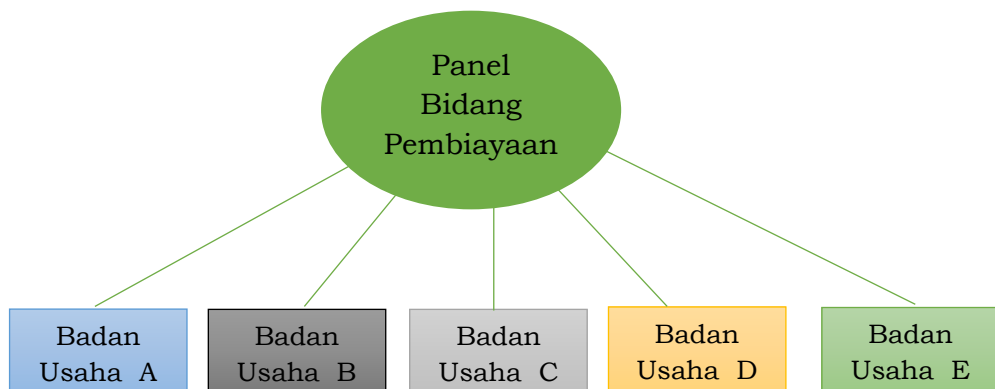 Panel
Bidang
Pembiayaan
Badan
Usaha A
Badan
Usaha B
Badan
Usaha C
Badan
Usaha D
Badan
Usaha E